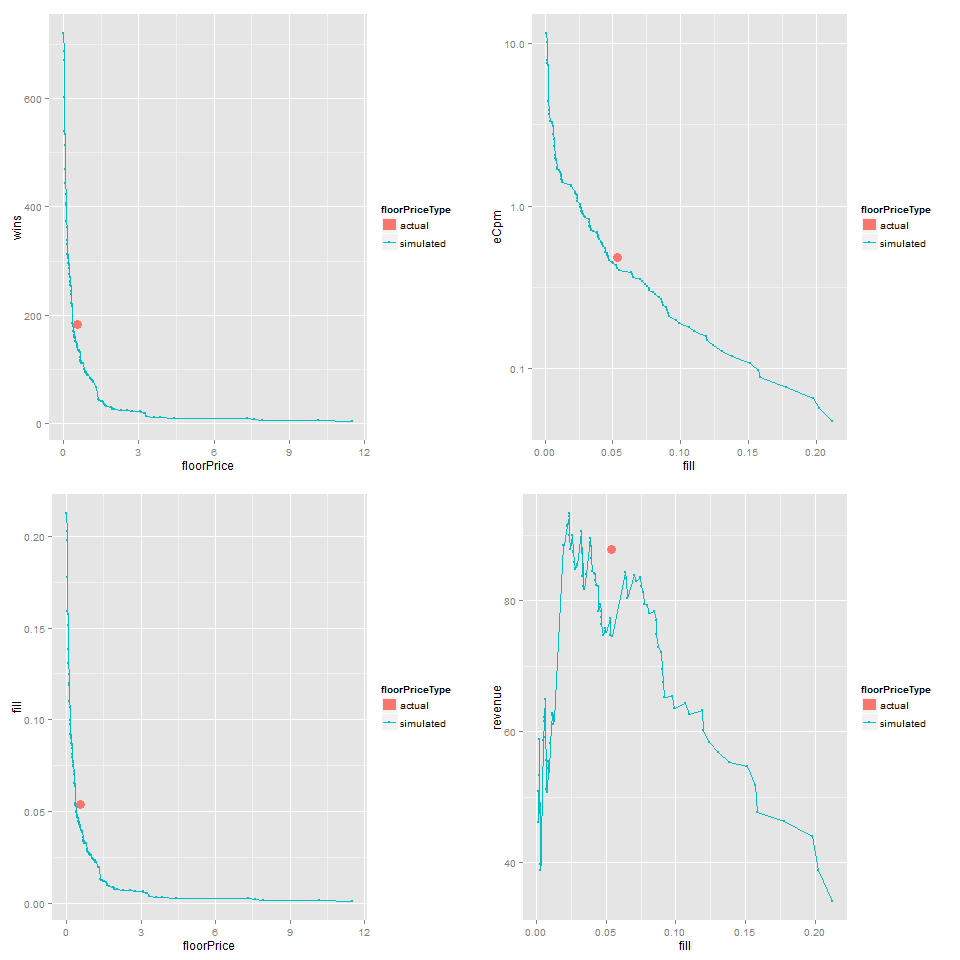 wins
600
400
200
0
0
3
6
9
12
floorPrice
floorPriceType
actual
simulated
eCpm
10.0
1.0
0.1
0.00
0.05
0.10
0.15
0.20
fill
floorPriceType
actual
simulated
fill
0.20
0.15
0.10
0.05
0.00
0
3
6
9
12
floorPrice
floorPriceType
actual
simulated
revenue
80
60
40
0.00
0.05
0.10
0.15
0.20
fill
floorPriceType
actual
simulated